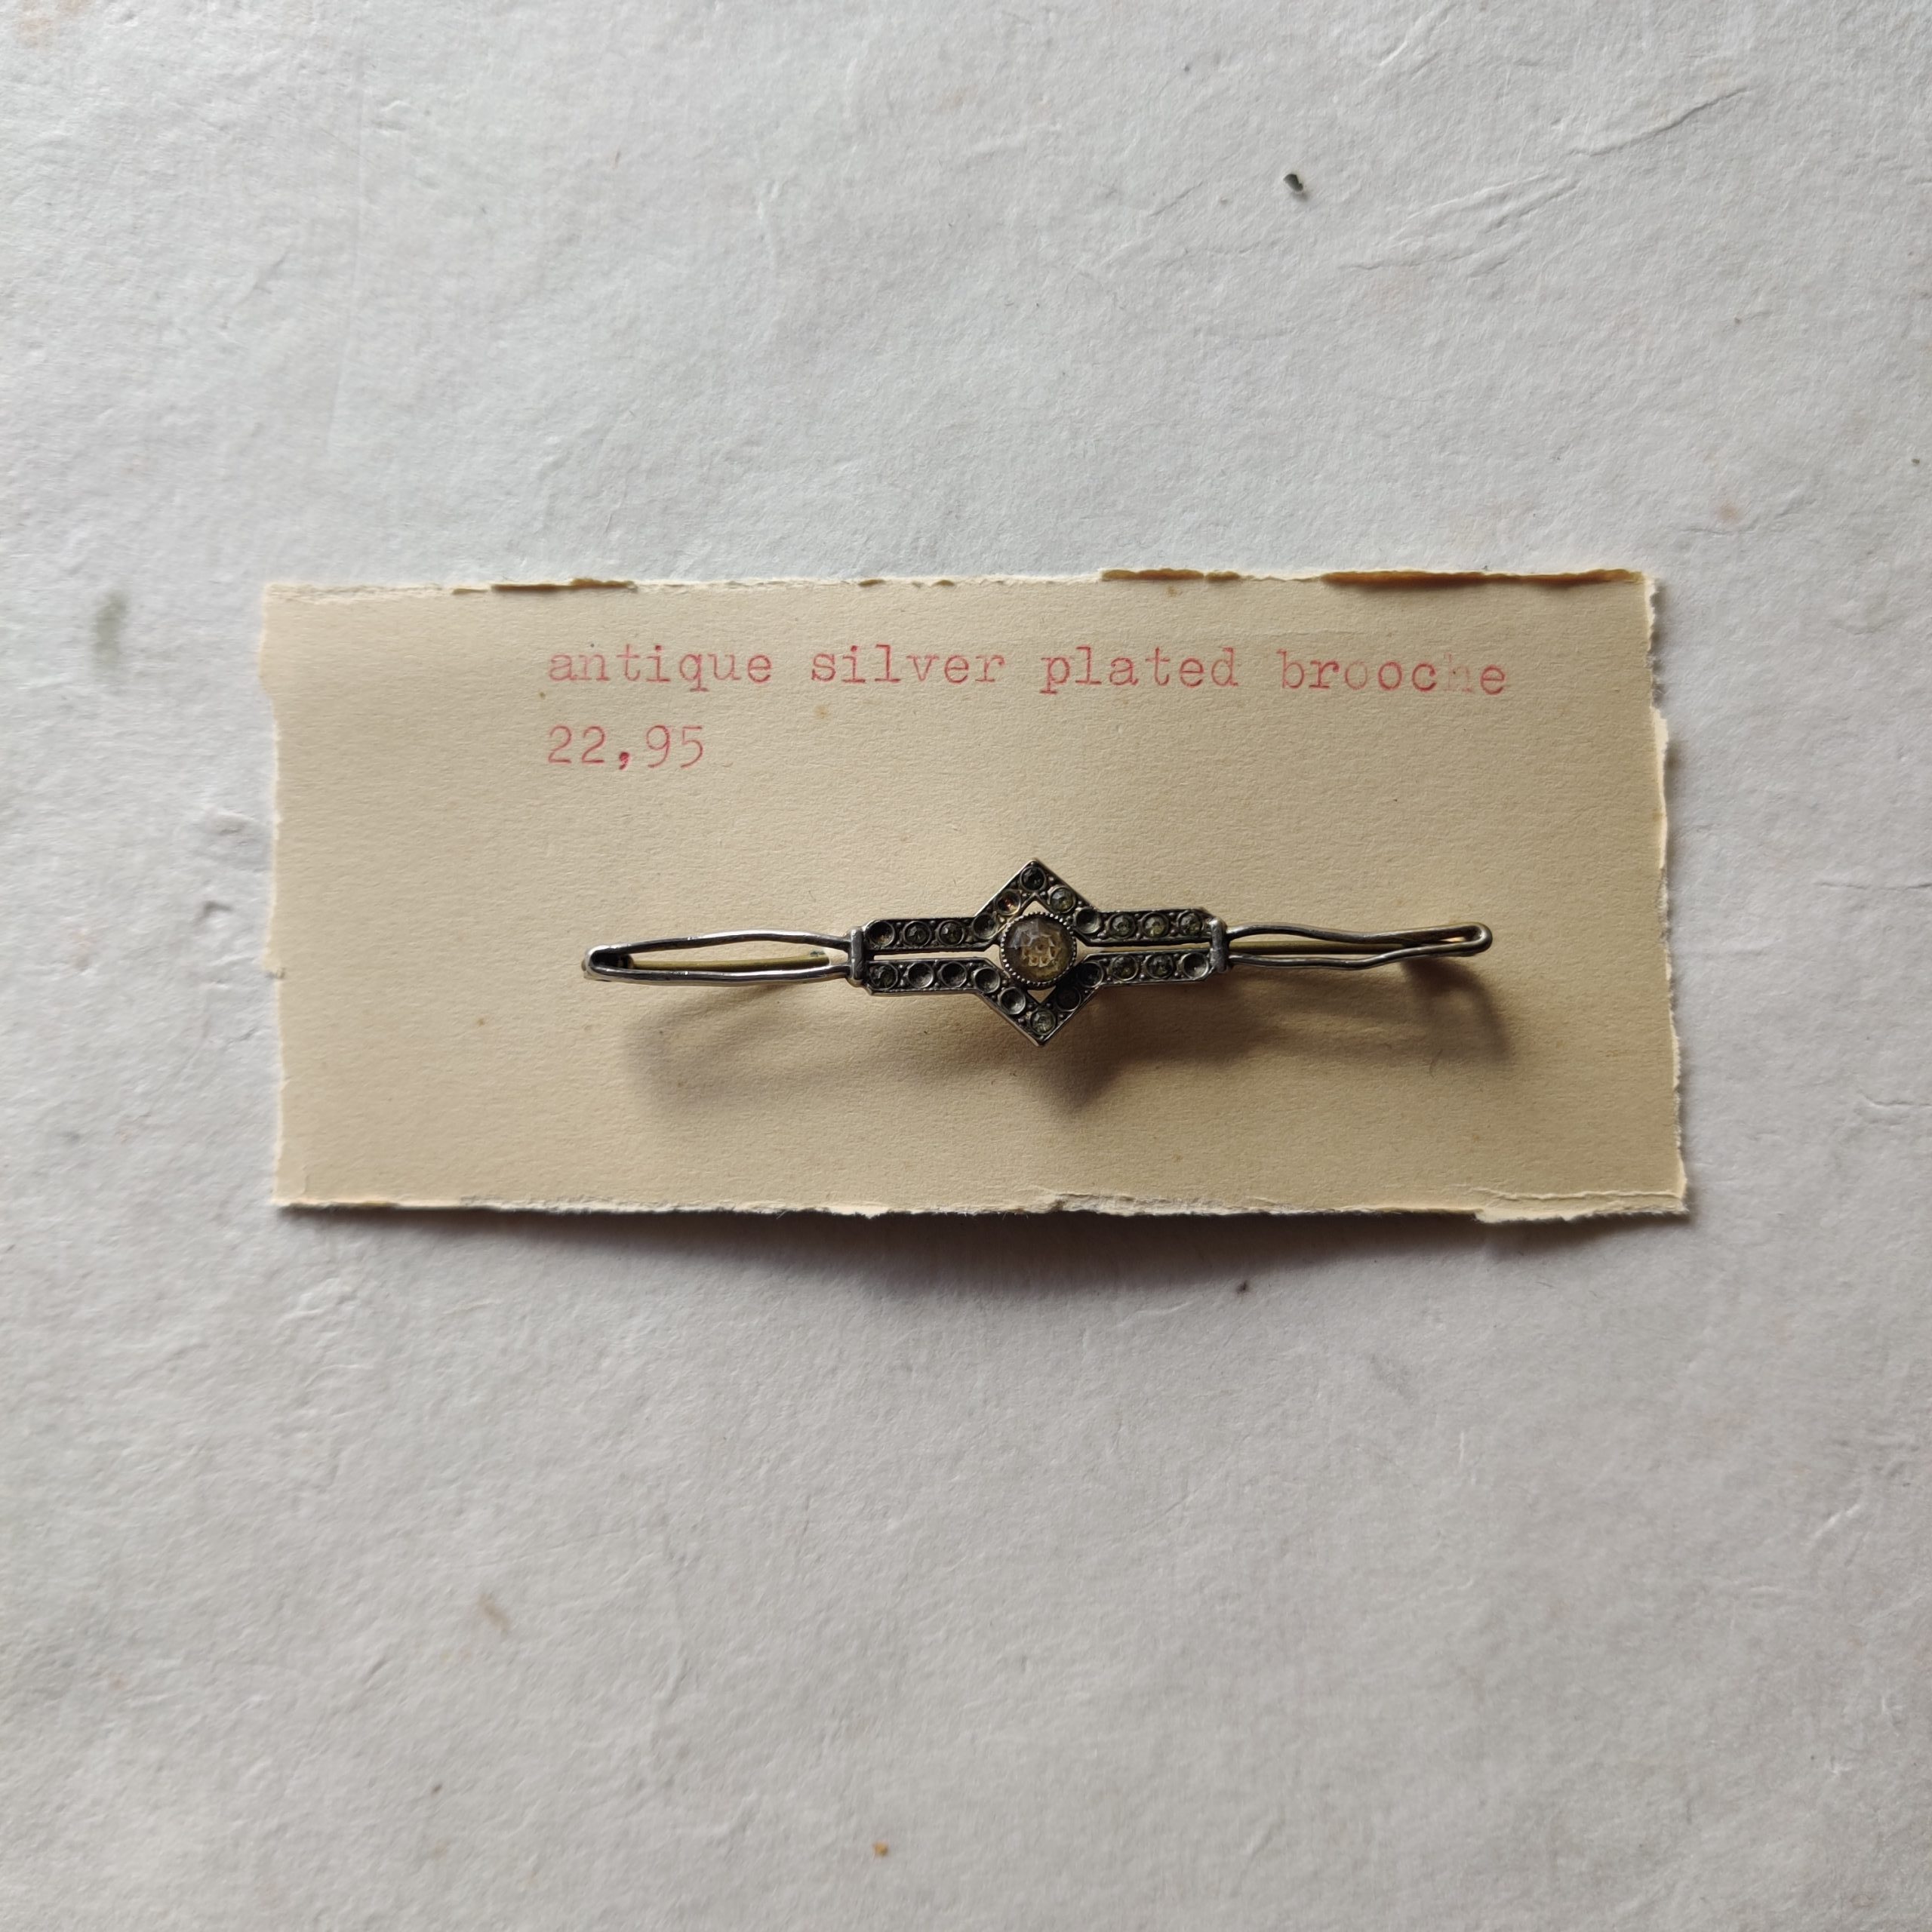 antique silver plated brooche
22,95